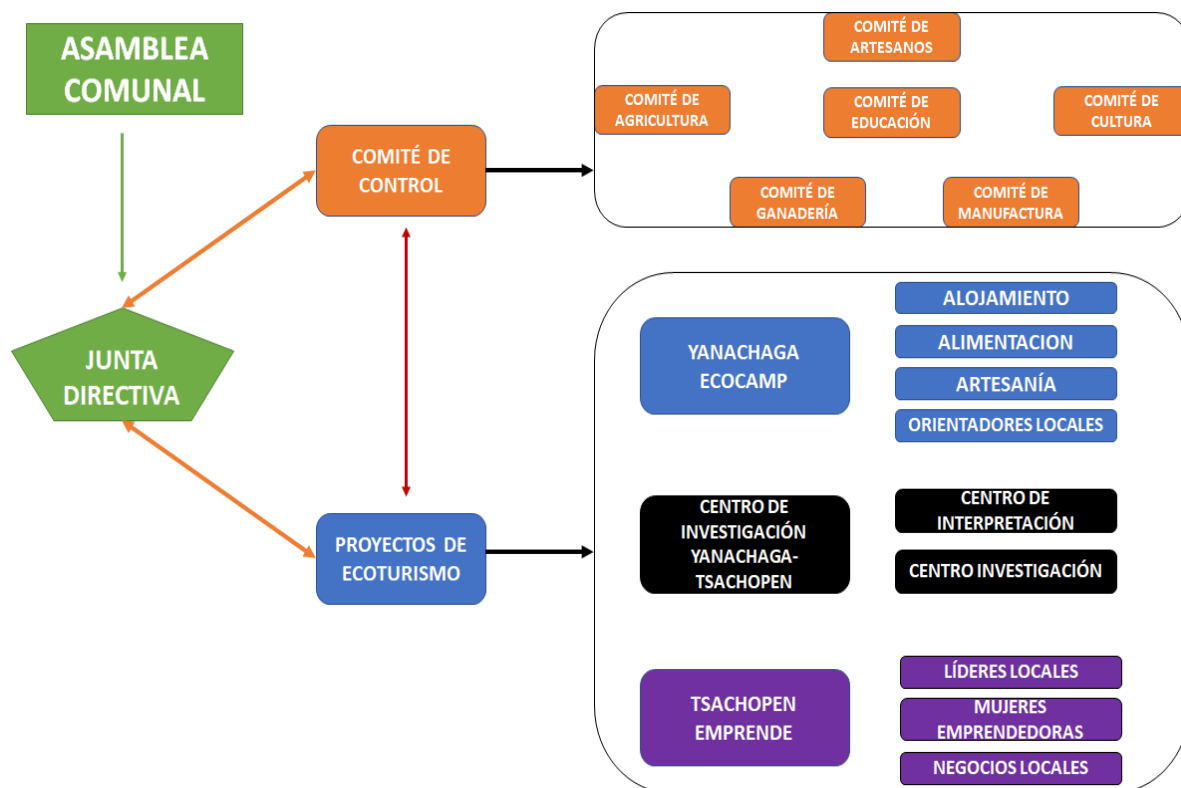 ASAMBLEA
COMUNAL
JUNTA
DIRECTIVA
COMITÉ DE
CONTROL
PROYECTOS DE
ECOTURISMO
COMITÉ DE
ARTESANOS
COMITÉ DE
AGRICULTURA
COMITÉ DE
EDUCACIÓN
COMITÉ DE
CULTURA
COMITÉ DE
GANADERÍA
COMITÉ DE
MANUFACTURA
YANACHAGA
ECOCAMP
ALOJAMIENTO
ALIMENTACION
ARTESANÍA
ORIENTADORES LOCALES
CENTRO DE
INVESTIGACIÓN
YANACHAGA-
TSACHOPEN
CENTRO DE
INTERPRETACIÓN
CENTRO INVESTIGACIÓN
TSACHOPEN
EMPRENDE
LÍDERES LOCALES
MUJERES
EMPRENDEDORAS
NEGOCIOS LOCALES